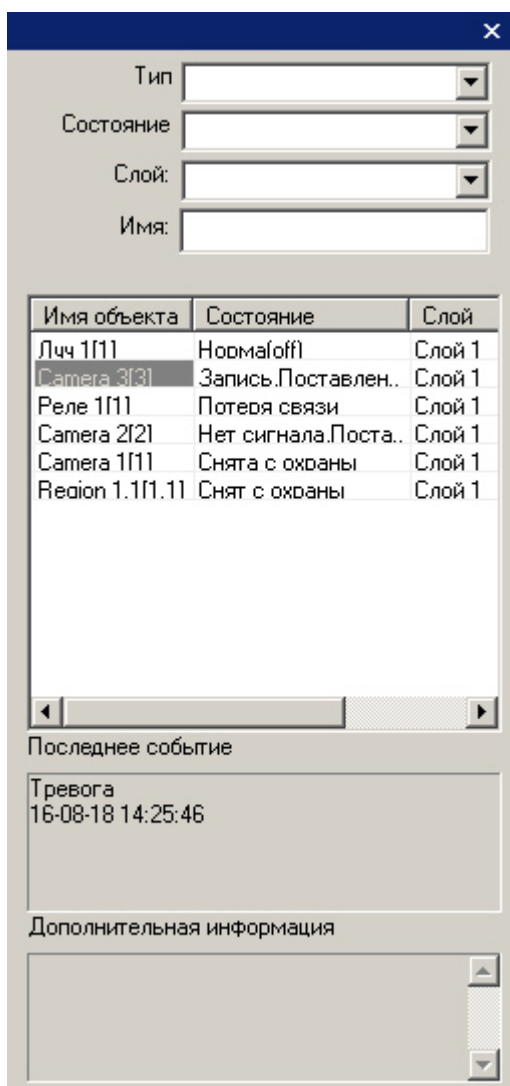 Тип
Состояние
Слой:
Имя:
Имя объекта Состояние Слой
Луч 1[1] Норма(off) Слой 1
Camera 3[3] Запись.Поставлен.. Слой 1
Реле 1[1] Потеря связи Слой 1
Camera 2[2] Нет сигнала.Поста.. Слой 1
Camera 1[1] Снята с охраны Слой 1
Region 1.1[1.1] Снят с охраны Слой 1
Последнее событие
Тревога
16-08-18 14:25:46
Дополнительная информация